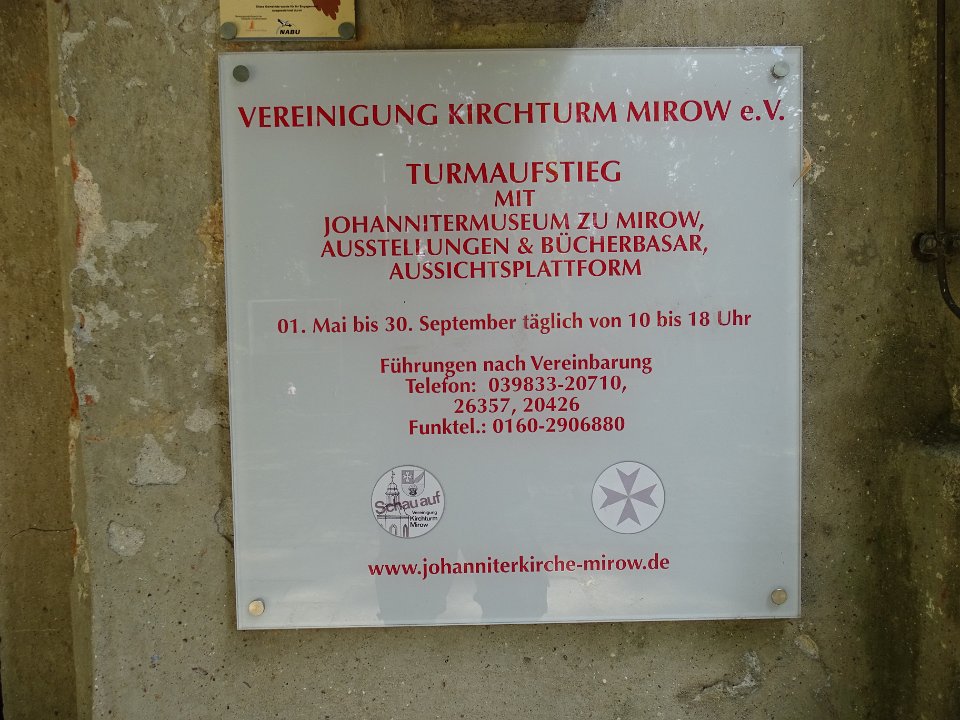 NABU
VEREINIGUNG KIRCHTURM MIROW e.V.
TURMAUFSTIEG
MIT
JOHANNITERMUSEUM ZU MIROW,
AUSSTELLUNGEN & BÜCHERBASAR,
AUSSICHTSPLATTFORM
01. Mai bis 30. September täglich von 10 bis 18 Uhr
Führungen nach Vereinbarung
Telefon: 039833-20710,
26357, 20426
Funktel.: 0160-2906880
Schau auf
Vereinigung
Kirchturm
Mirow
www.johanniterkirche-mirow.de